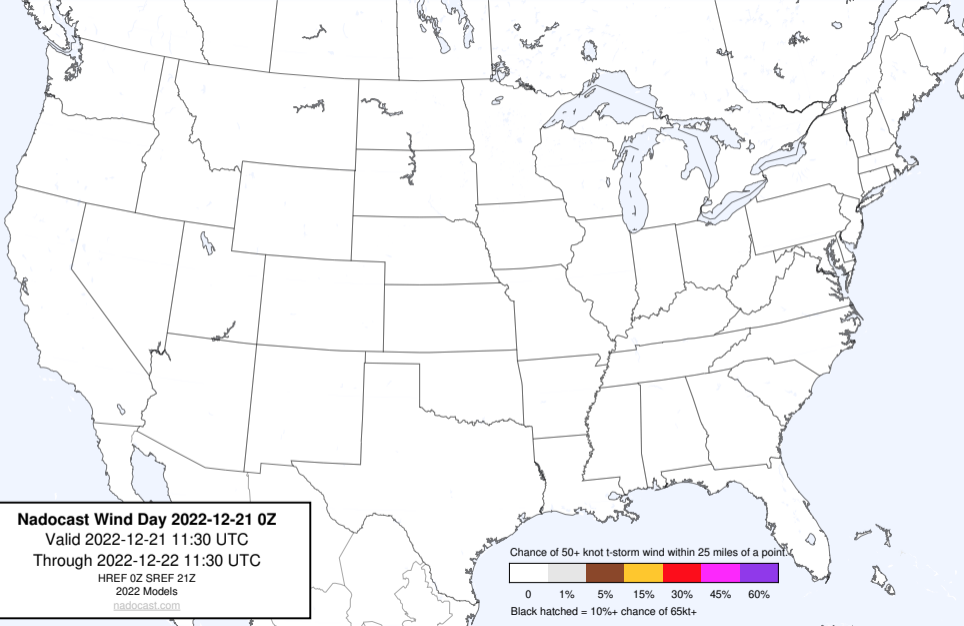 Nadocast Wind Day 2022-12-21 0Z
Valid 2022-12-21 11:30 UTC
Through 2022-12-22 11:30 UTC
HREF 0Z SREF 21Z
2022 Models
nadocast.com
Chance of 50+ knot t-storm wind within 25 miles of a point.
0 1% 5% 15% 30% 45% 60%
Black hatched = 10%+ chance of 65kt+